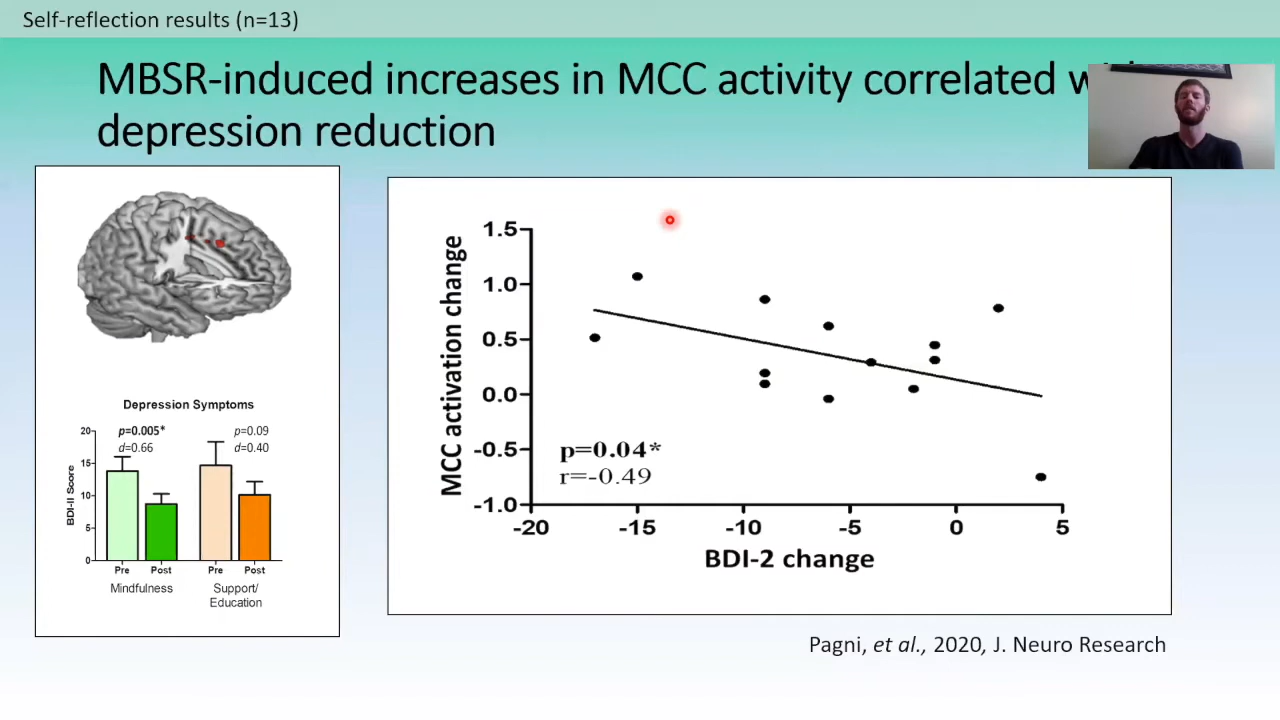 Self-reflection results (n=13)
MBSR-induced increases in MCC activity correlated
depression reduction
Depression Symptoms
p=0.005*
p=0.09
d=0.66
d=0.40
20
15
10
5
0
BDI-II Score
Pre
Post
Pre
Post
Mindfulness
Support/
Education
1.5
1.0
0.5
0.0
-0.5
-1.0
MCC activation change
p=0.04*
r=-0.49
-20
-15
-10
-5
0
5
BDI-2 change
Pagni, et al., 2020, J. Neuro Research